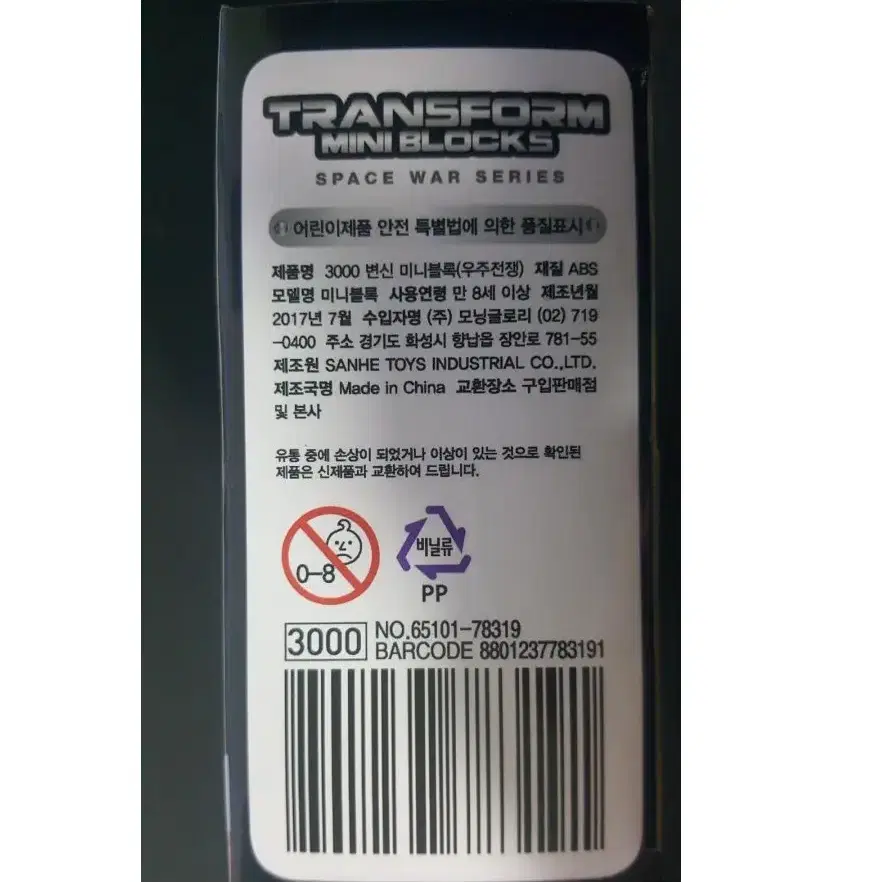 TRANSFORM
MINI BLOCKS
SPACE WAR SERIES
어린이제품 안전 특별법에 의한 품질표시
제품명 3000 변신 미니블록(우주전쟁) 재질 ABS
모델명 미니블록 사용연령 만 8세 이상 제조년월
2017년 7월 수입자명 (주) 모닝글로리 (02) 719
-0400 주소 경기도 화성시 향납읍 장안로 781-55
제조원 SANHE TOYS INDUSTRIAL CO.,LTD.
제조국명 Made in China 교환장소 구입판매점
및 본사
유통 중에 손상이 되었거나 이상이 있는 것으로 확인된
제품은 신제품과 교환하여 드립니다.
0-8
비닐류
PP
3000
NO.65101-78319
BARCODE 8801237783191